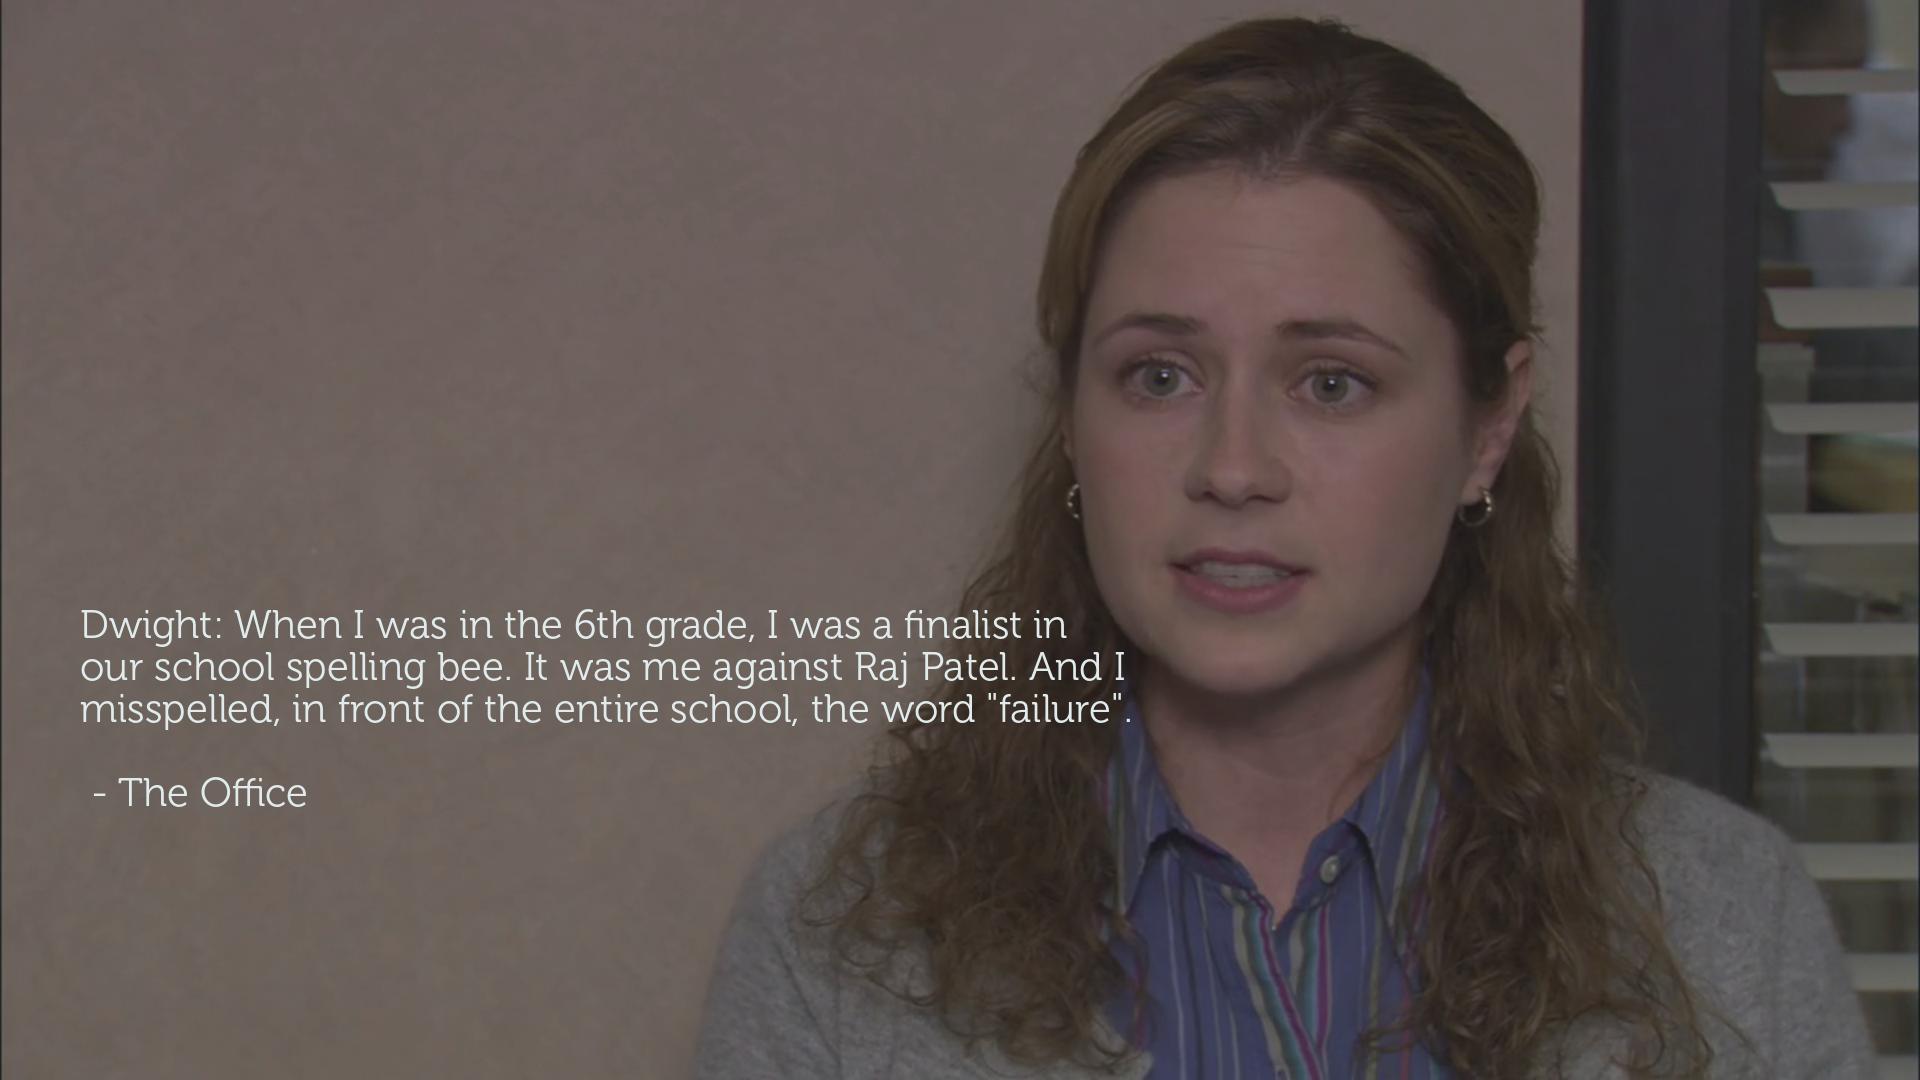 Dwight: When I was in the 6th grade, I was a finalist in
our school spelling bee. It was me against Raj Patel. And I
misspelled, in front of the entire school, the word "failure".
- The Office